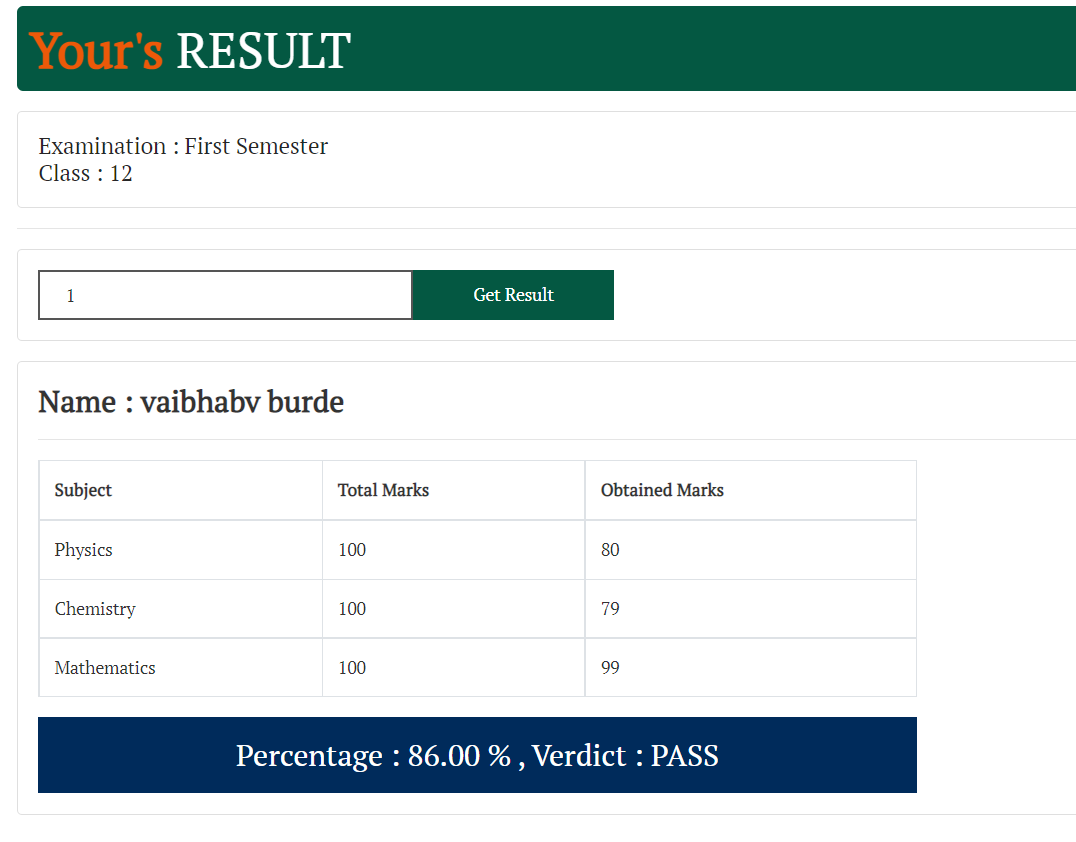 Your's RESULT
Examination : First Semester
Class : 12
1 Get Result
Name : vaibhabv burde
Subject Total Marks Obtained Marks
Physics 100 80
Chemistry 100 79
Mathematics 100 99
Percentage : 86.00 % , Verdict : PASS